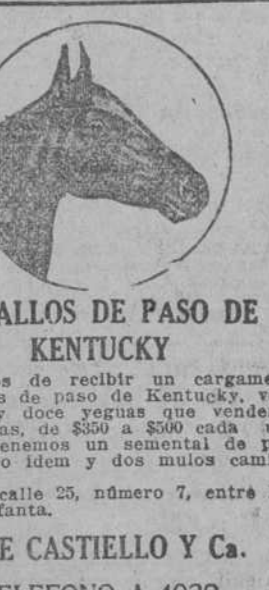 ALLOS DE PASO DE
KENTUCKY
s de recibir un cargame
s de paso de Kentucky, v
y doce yeguas que vende
as, de $350 a $500 cada
enemos un semental de p
o idem y dos mulos cam
calle 25, número 7, entre
fanta.
E CASTIELLO Y Ca.